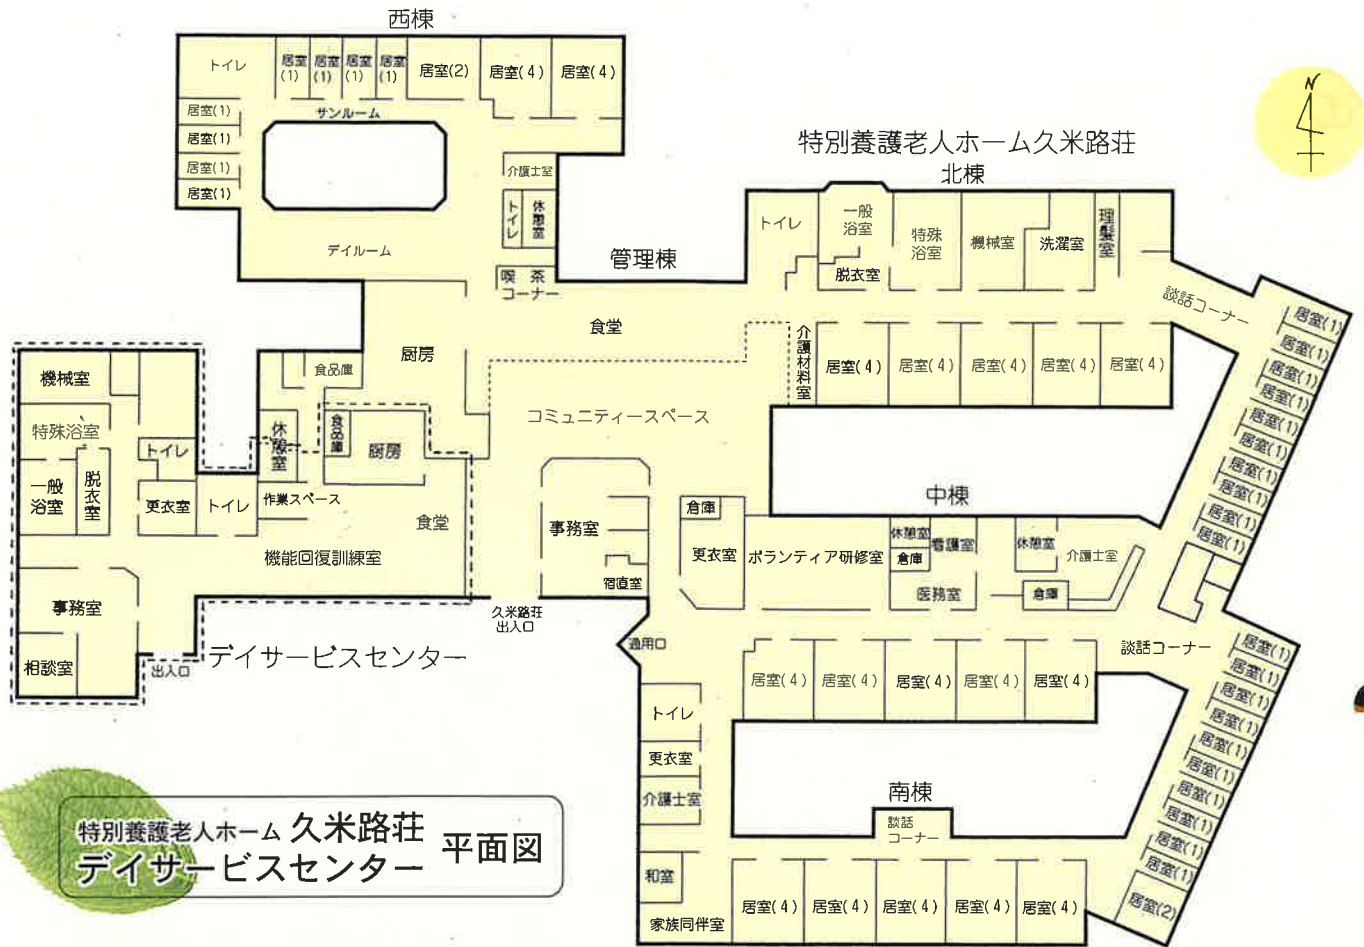 西棟
トイレ
居室(1)
居室(1)
居室(1)
居室(1)
居室(2)
居室(4)
居室(4)
居室(1)
居室(1)
居室(1)
居室(1)
サンルーム
介護士室
トイレ
休憩室
デイルーム
喫茶コーナー
N
特別養護老人ホーム久米路荘
北棟
管理棟
トイレ
一般浴室
脱衣室
特殊浴室
機械室
洗濯室
理髪室
談話コーナー
食堂
介護材料室
居室(4)
居室(4)
居室(4)
居室(4)
居室(4)
居室(1)
居室(1)
居室(1)
居室(1)
居室(1)
居室(1)
居室(1)
居室(1)
居室(1)
居室(1)
厨房
食品庫
コミュニティースペース
機械室
特殊浴室
一般浴室
脱衣室
トイレ
更衣室
トイレ
休憩室
食品庫
厨房
作業スペース
食堂
機能回復訓練室
事務室
相談室
出入口
デイサービスセンター
事務室
宿直室
久米路荘
出入口
中棟
倉庫
更衣室
ボランティア研修室
休憩室
倉庫
看護室
医務室
休憩室
介護士室
倉庫
通用口
談話コーナー
居室(4)
居室(4)
居室(4)
居室(4)
居室(4)
居室(1)
居室(1)
居室(1)
居室(1)
居室(1)
居室(1)
居室(1)
居室(1)
居室(1)
居室(1)
居室(2)
トイレ
更衣室
介護士室
和室
家族同伴室
南棟
談話
コーナー
居室(4)
居室(4)
居室(4)
居室(4)
居室(4)
特別養護老人ホーム 久米路荘
デイサービスセンター 平面図